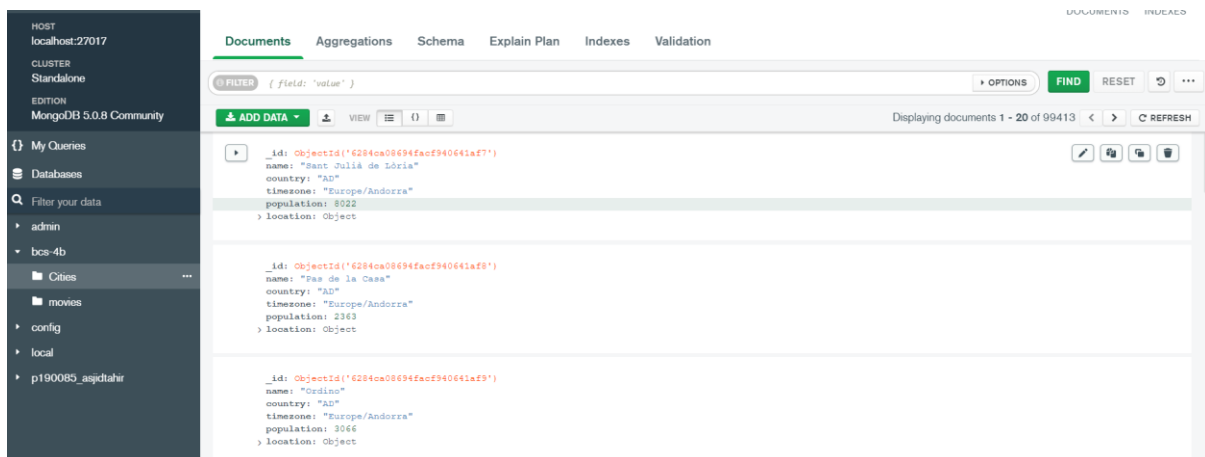 DOCUMENTS INDEXES
HOST
localhost:27017
CLUSTER
Standalone
EDITION
MongoDB 5.0.8 Community
{} My Queries
Databases
Filter your data
admin
bcs-4b
Cities
movies
config
local
p190085_asjidtahir
Documents Aggregations Schema Explain Plan Indexes Validation
FILTER { field: 'value' } OPTIONS FIND RESET
ADD DATA VIEW {} Displaying documents 1 - 20 of 99413 < > REFRESH
_id: ObjectId('6284ca08694facf940641af7')
name: "Sant Julià de Lòria"
country: "AD"
timezone: "Europe/Andorra"
population: 8022
> location: Object
_id: ObjectId('6284ca08694facf940641af8')
name: "Pas de la Casa"
country: "AD"
timezone: "Europe/Andorra"
population: 2363
> location: Object
_id: ObjectId('6284ca08694facf940641af9')
name: "Ordino"
country: "AD"
timezone: "Europe/Andorra"
population: 3066
> location: Object